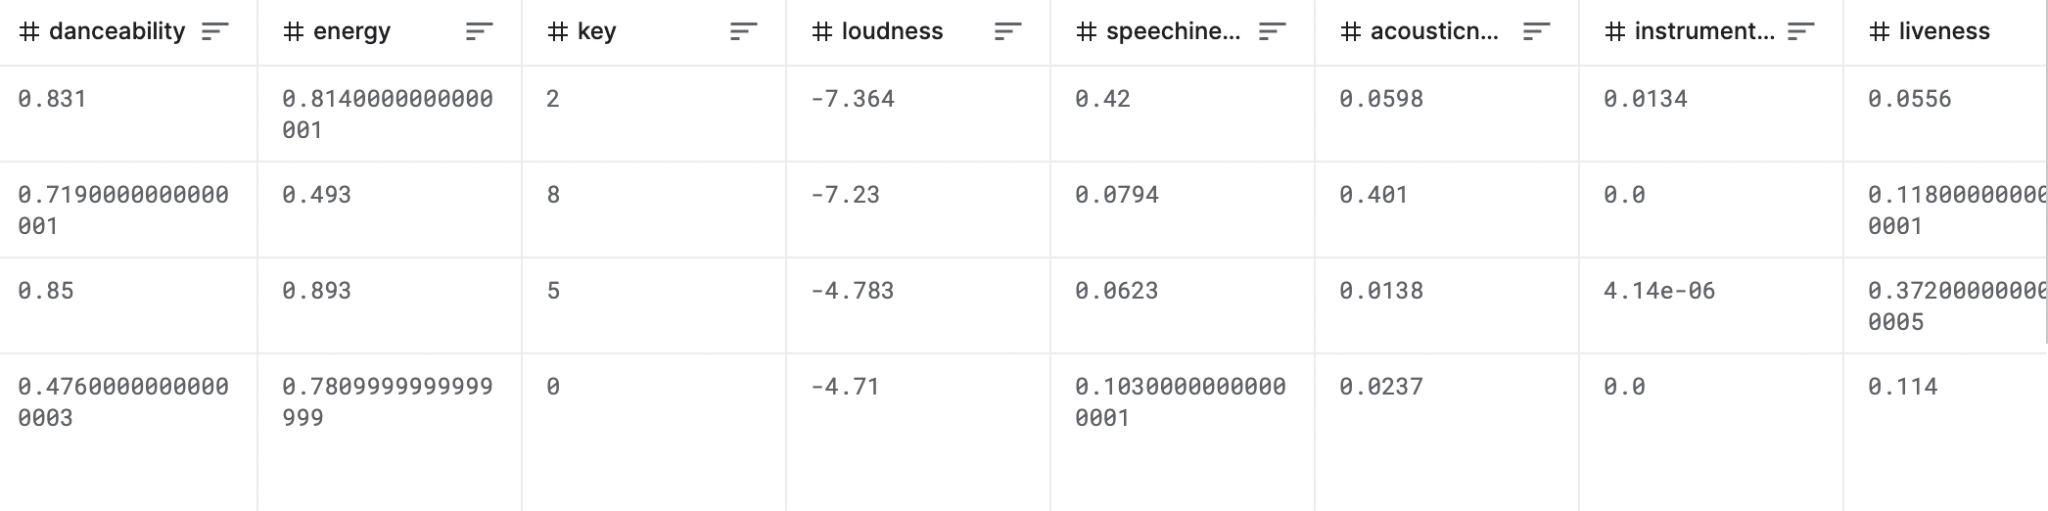 # danceability # energy # key # loudness # speechine... # acousticn... # instrument... # liveness
0.831 0.8140000000000 2 -7.364 0.42 0.0598 0.0134 0.0556
001
0.7190000000000 0.493 8 -7.23 0.0794 0.401 0.0 0.1180000000
001 0001
0.85 0.893 5 -4.783 0.0623 0.0138 4.14e-06 0.3720000000
0005
0.4760000000000 0.7809999999999 0 -4.71 0.1030000000000 0.0237 0.0 0.114
0003 999 0001